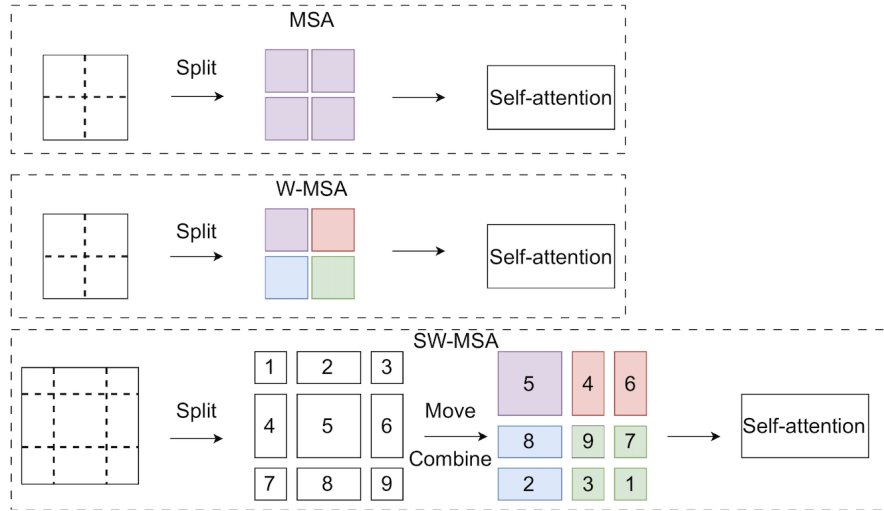 MSA
Split
Self-attention
W-MSA
Split
Self-attention
SW-MSA
1 2 3
4 5 6
7 8 9
Split
Move
Combine
5 4 6
8 9 7
2 3 1
Self-attention